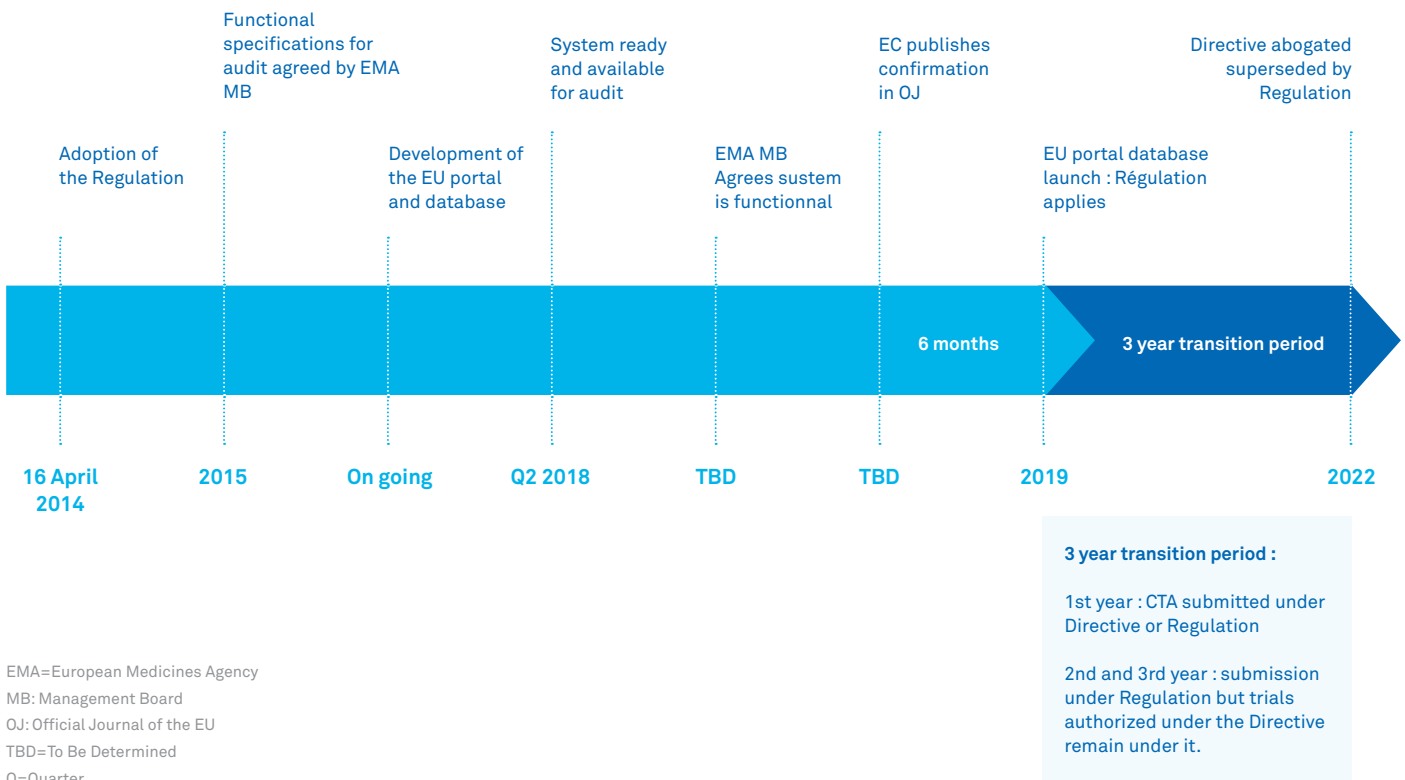 Functional
specifications for
audit agreed by EMA
MB
System ready
and available
for audit
EC publishes
confirmation
in OJ
Directive abogated
superseded by
Regulation
Adoption of
the Regulation
Development of
the EU portal
and database
EMA MB
Agrees sustem
is functionnal
EU portal database
launch : Régulation
applies
6 months
3 year transition period
16 April
2014
2015
On going
Q2 2018
TBD
TBD
2019
2022
3 year transition period :
1st year : CTA submitted under
Directive or Regulation
2nd and 3rd year : submission
under Regulation but trials
authorized under the Directive
remain under it.
EMA=European Medicines Agency
MB: Management Board
OJ: Official Journal of the EU
TBD=To Be Determined
Q=Quarter